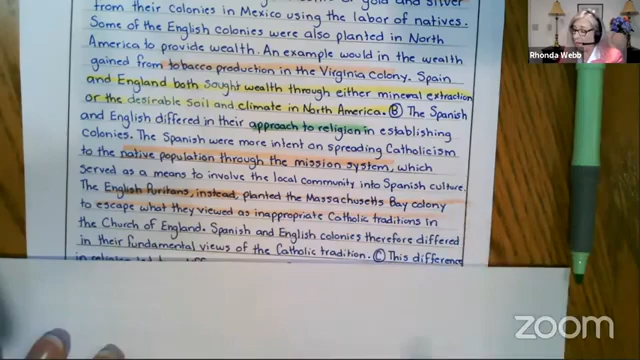 of gold and silver
from their colonies in Mexico using the labor of natives.
Some of the English colonies were also planted in North
America to provide wealth. An example would in the wealth
gained from tobacco production in the Virginia colony. Spain
and England both sought wealth through either mineral extraction
or the desirable soil and climate in North America. Ⓑ The Spanish
and English differed in their approach to religion in establishing
colonies. The Spanish were more intent on spreading Catholicism
to the native population through the mission system, which
served as a means to involve the local community into Spanish culture.
The English Puritans, instead, planted the Massachusetts Bay colony
to escape what they viewed as inappropriate Catholic traditions in
the Church of England. Spanish and English colonies therefore differed
in their fundamental views of the Catholic tradition. Ⓒ This difference
in
Rhonda Webb
zoom